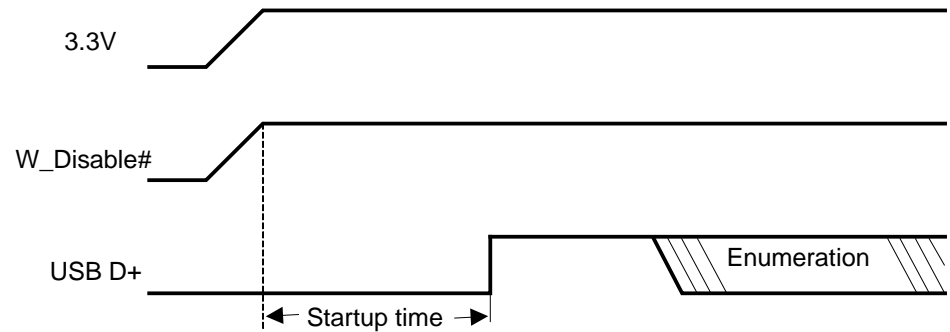 3.3V
W_Disable#
USB D+
Enumeration
Startup time